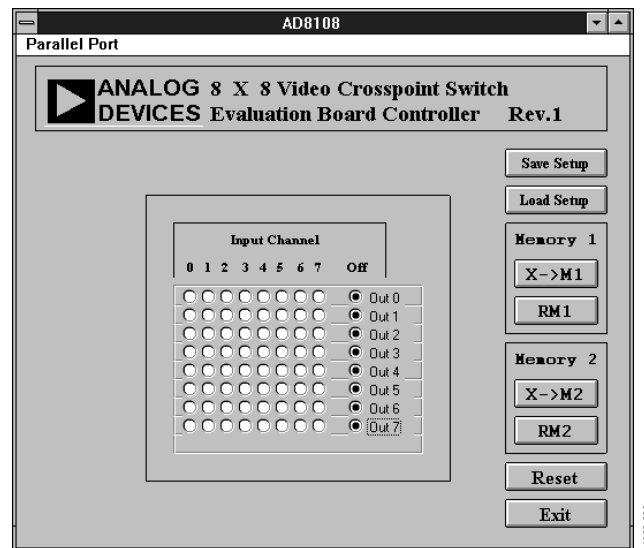 AD8108
Parallel Port
ANALOG DEVICES
8 X 8 Video Crosspoint Switch
Evaluation Board Controller Rev.1
Save Setup
Load Setup
Input Channel
0 1 2 3 4 5 6 7 Off
Out 0
Out 1
Out 2
Out 3
Out 4
Out 5
Out 6
Out 7
Memory 1
X->M1
RM1
Memory 2
X->M2
RM2
Reset
Exit